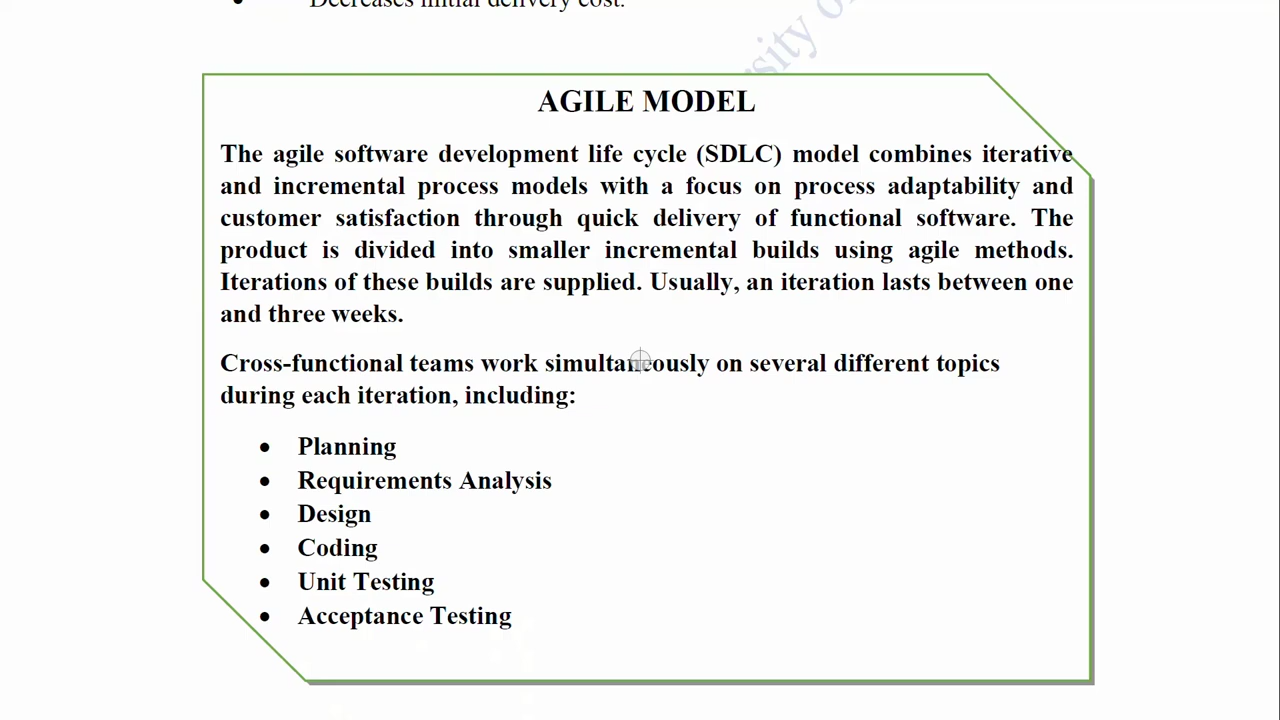 • Decreases initial delivery cost.
AGILE MODEL
The agile software development life cycle (SDLC) model combines iterative
and incremental process models with a focus on process adaptability and
customer satisfaction through quick delivery of functional software. The
product is divided into smaller incremental builds using agile methods.
Iterations of these builds are supplied. Usually, an iteration lasts between one
and three weeks.
Cross-functional teams work simultaneously on several different topics
during each iteration, including:
• Planning
• Requirements Analysis
• Design
• Coding
• Unit Testing
• Acceptance Testing